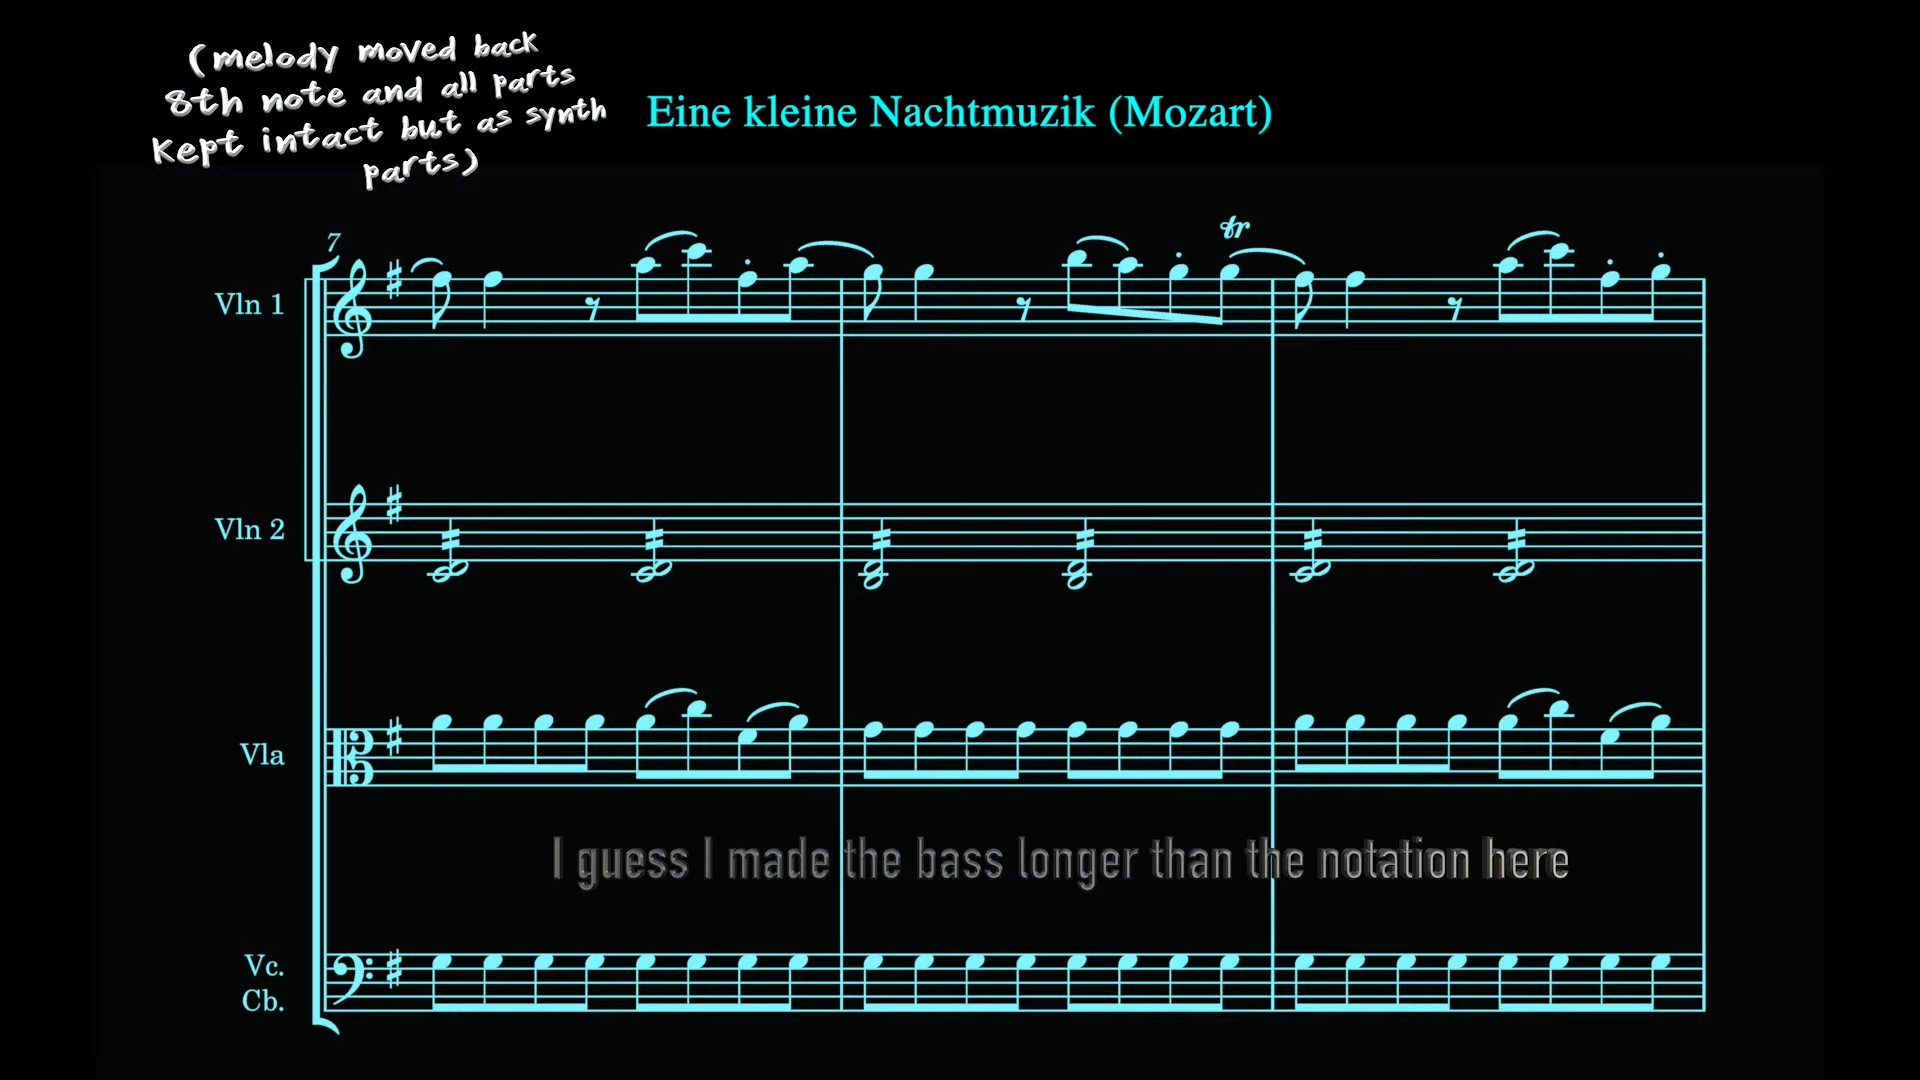 (melody moved back
8th note and all parts
kept intact but as synth
parts)
Eine kleine Nachtmuzik (Mozart)
7
tr
Vln 1
Vln 2
Vla
I guess I made the bass longer than the notation here
Vc.
Cb.